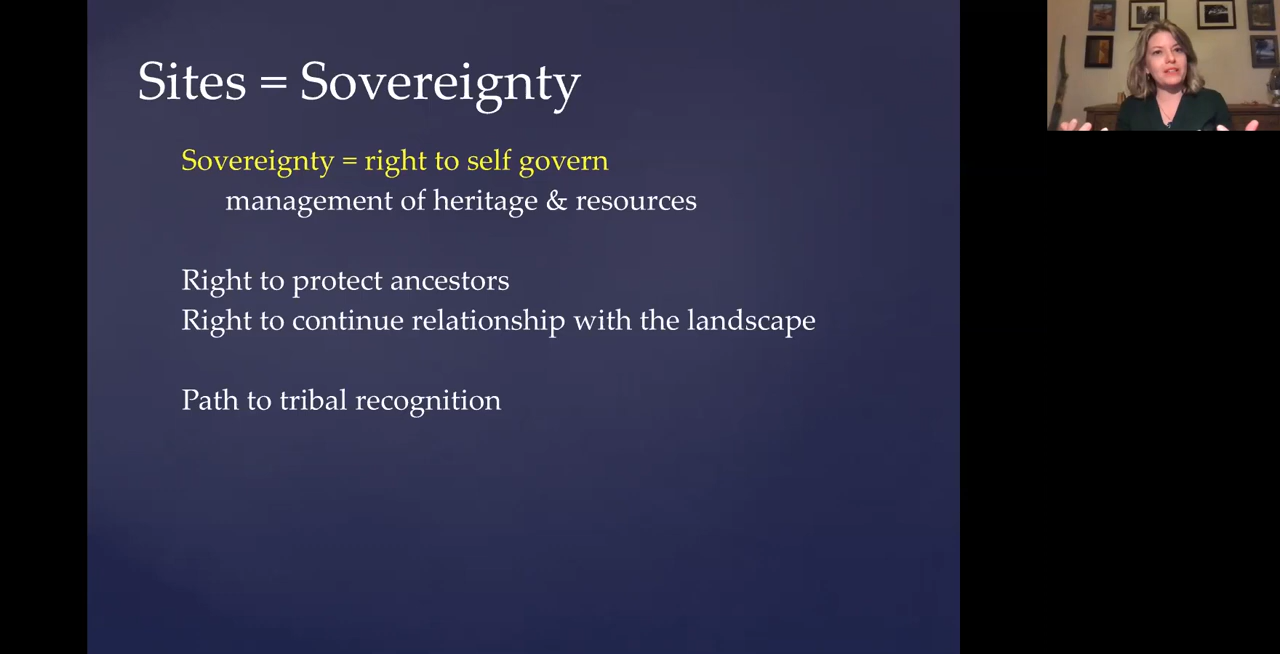 Sites = Sovereignty
Sovereignty = right to self govern
management of heritage & resources
Right to protect ancestors
Right to continue relationship with the landscape
Path to tribal recognition